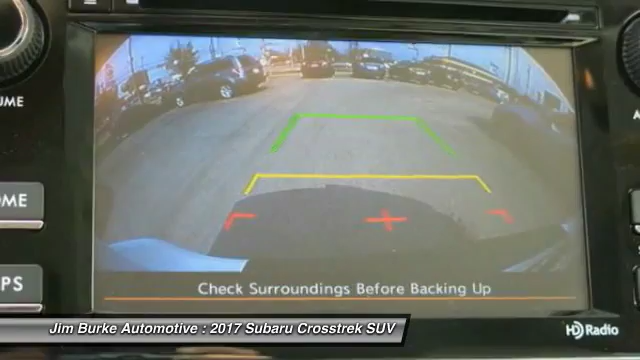 UME
OME
PS
Check Surroundings Before Backing Up
HD Radio
Jim Burke Automotive : 2017 Subaru Crosstrek SUV